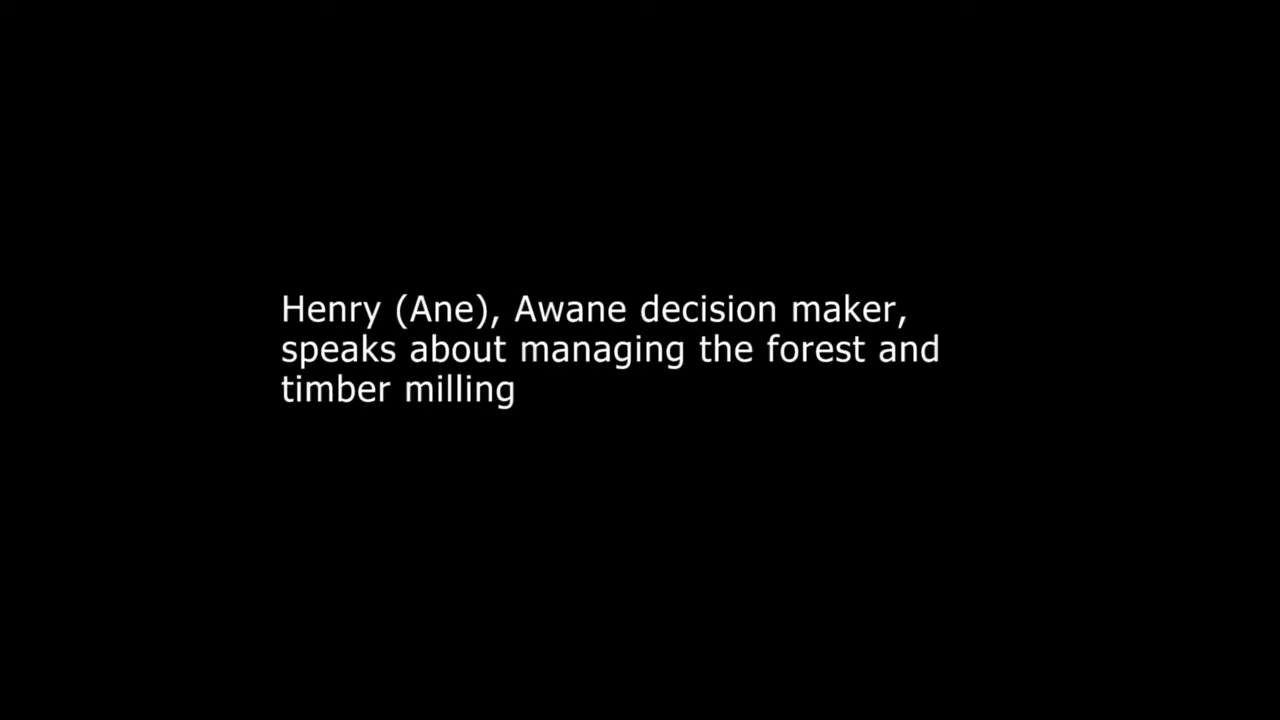 Henry (Ane), Awane decision maker,
speaks about managing the forest and
timber milling